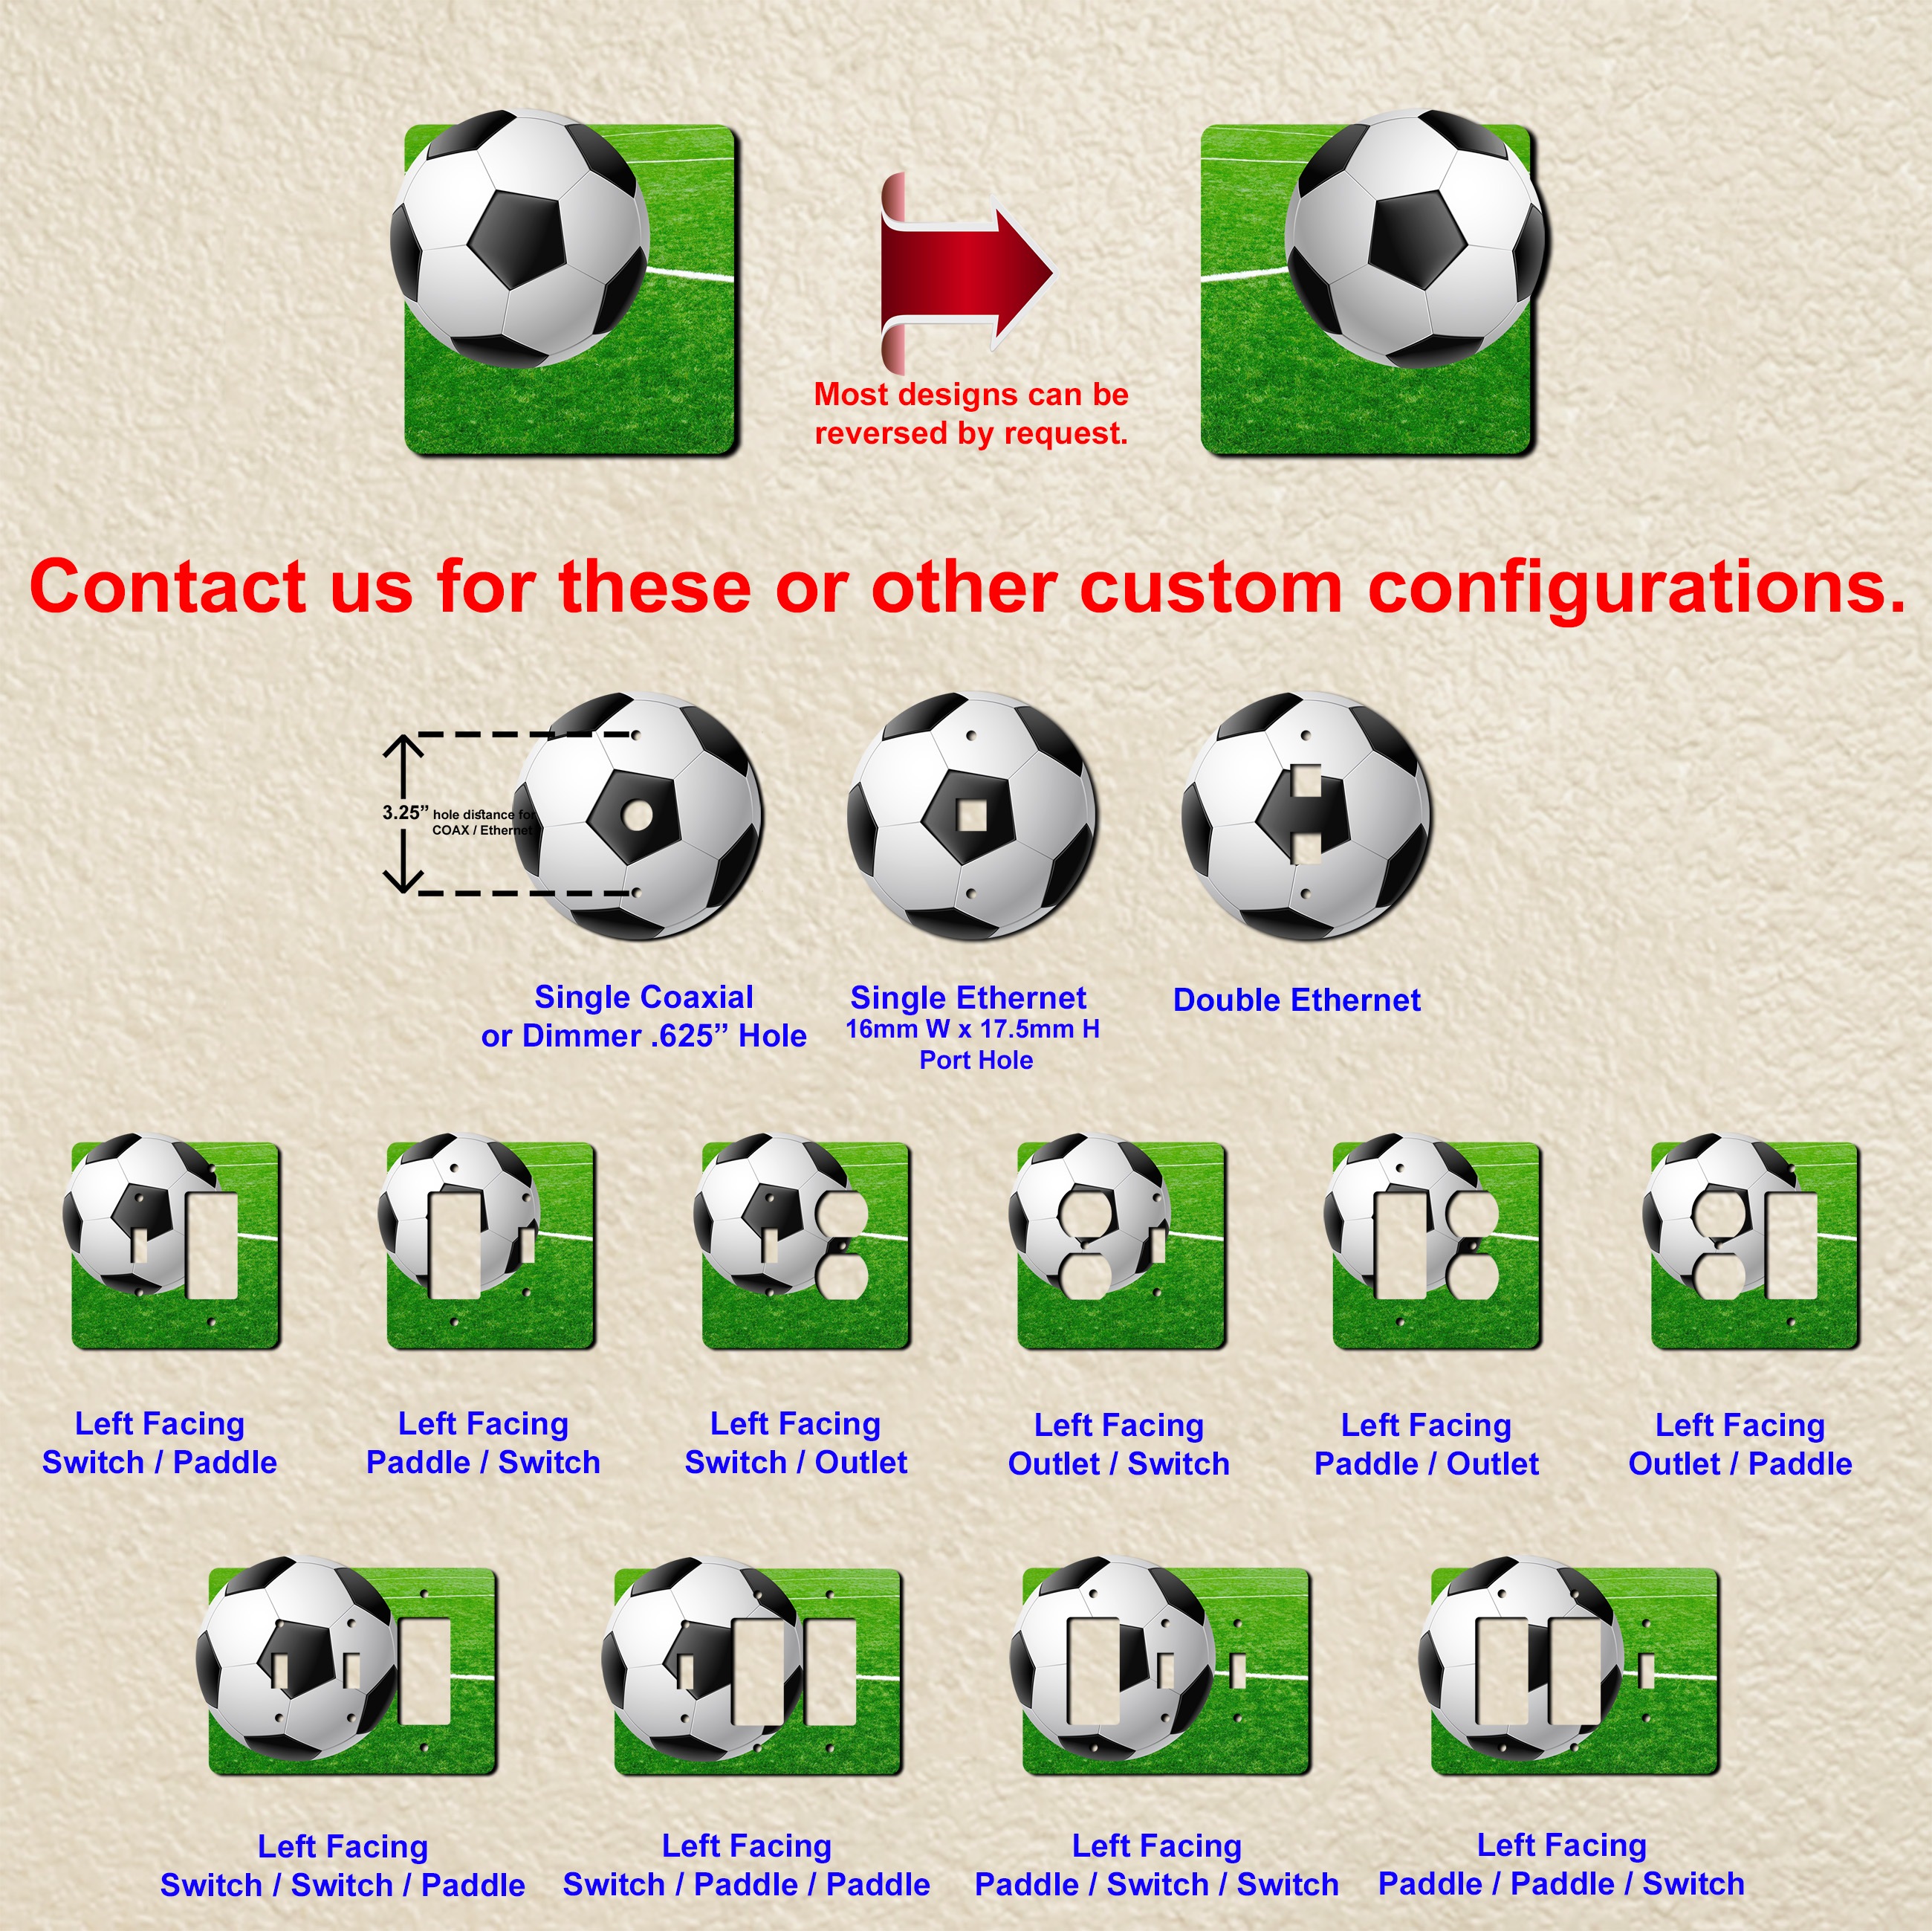 Most designs can be
reversed by request.
Contact us for these or other custom configurations.
3.25” hole distance for
COAX / Ethernet
Single Coaxial
or Dimmer .625” Hole
Single Ethernet
16mm W x 17.5mm H
Port Hole
Double Ethernet
Left Facing
Switch / Paddle
Left Facing
Paddle / Switch
Left Facing
Switch / Outlet
Left Facing
Outlet / Switch
Left Facing
Paddle / Outlet
Left Facing
Outlet / Paddle
Left Facing
Switch / Switch / Paddle
Left Facing
Switch / Paddle / Paddle
Left Facing
Paddle / Switch / Switch
Left Facing
Paddle / Paddle / Switch